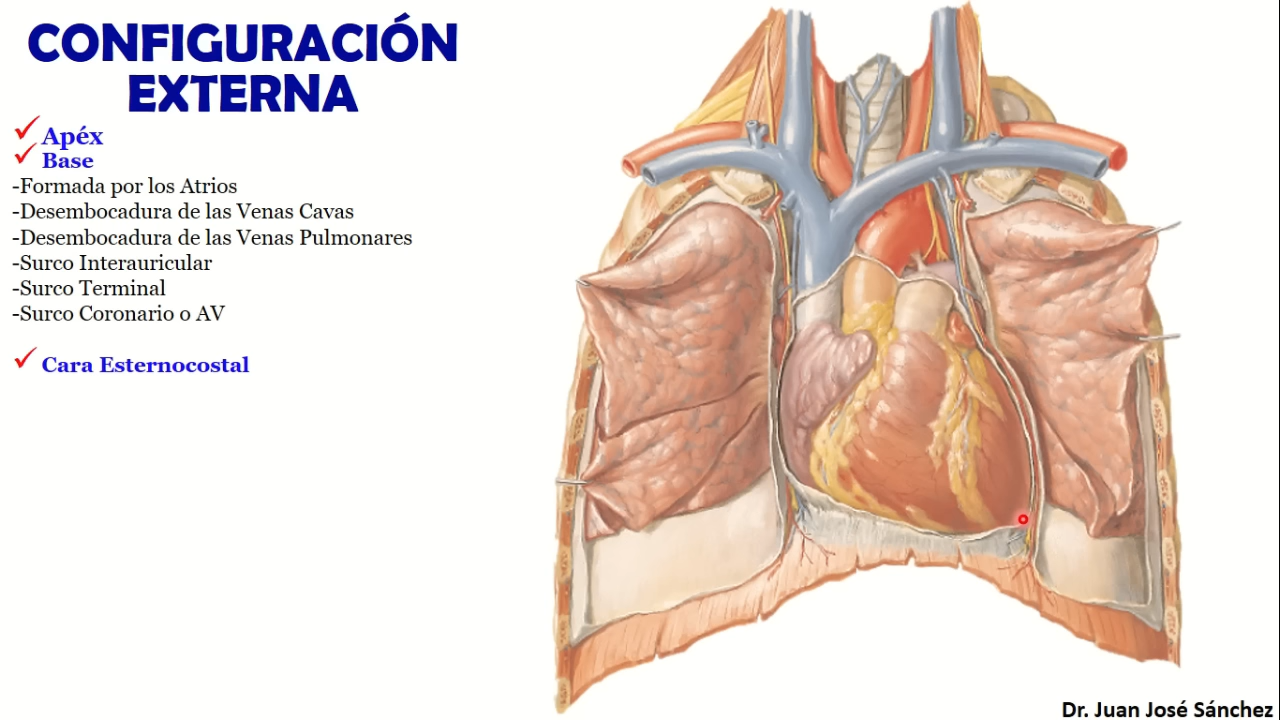 CONFIGURACIÓN
EXTERNA
Apéx
Base
-Formada por los Atrios
-Desembocadura de las Venas Cavas
-Desembocadura de las Venas Pulmonares
-Surco Interauricular
-Surco Terminal
-Surco Coronario o AV
Cara Esternocostal
Dr. Juan José Sánchez